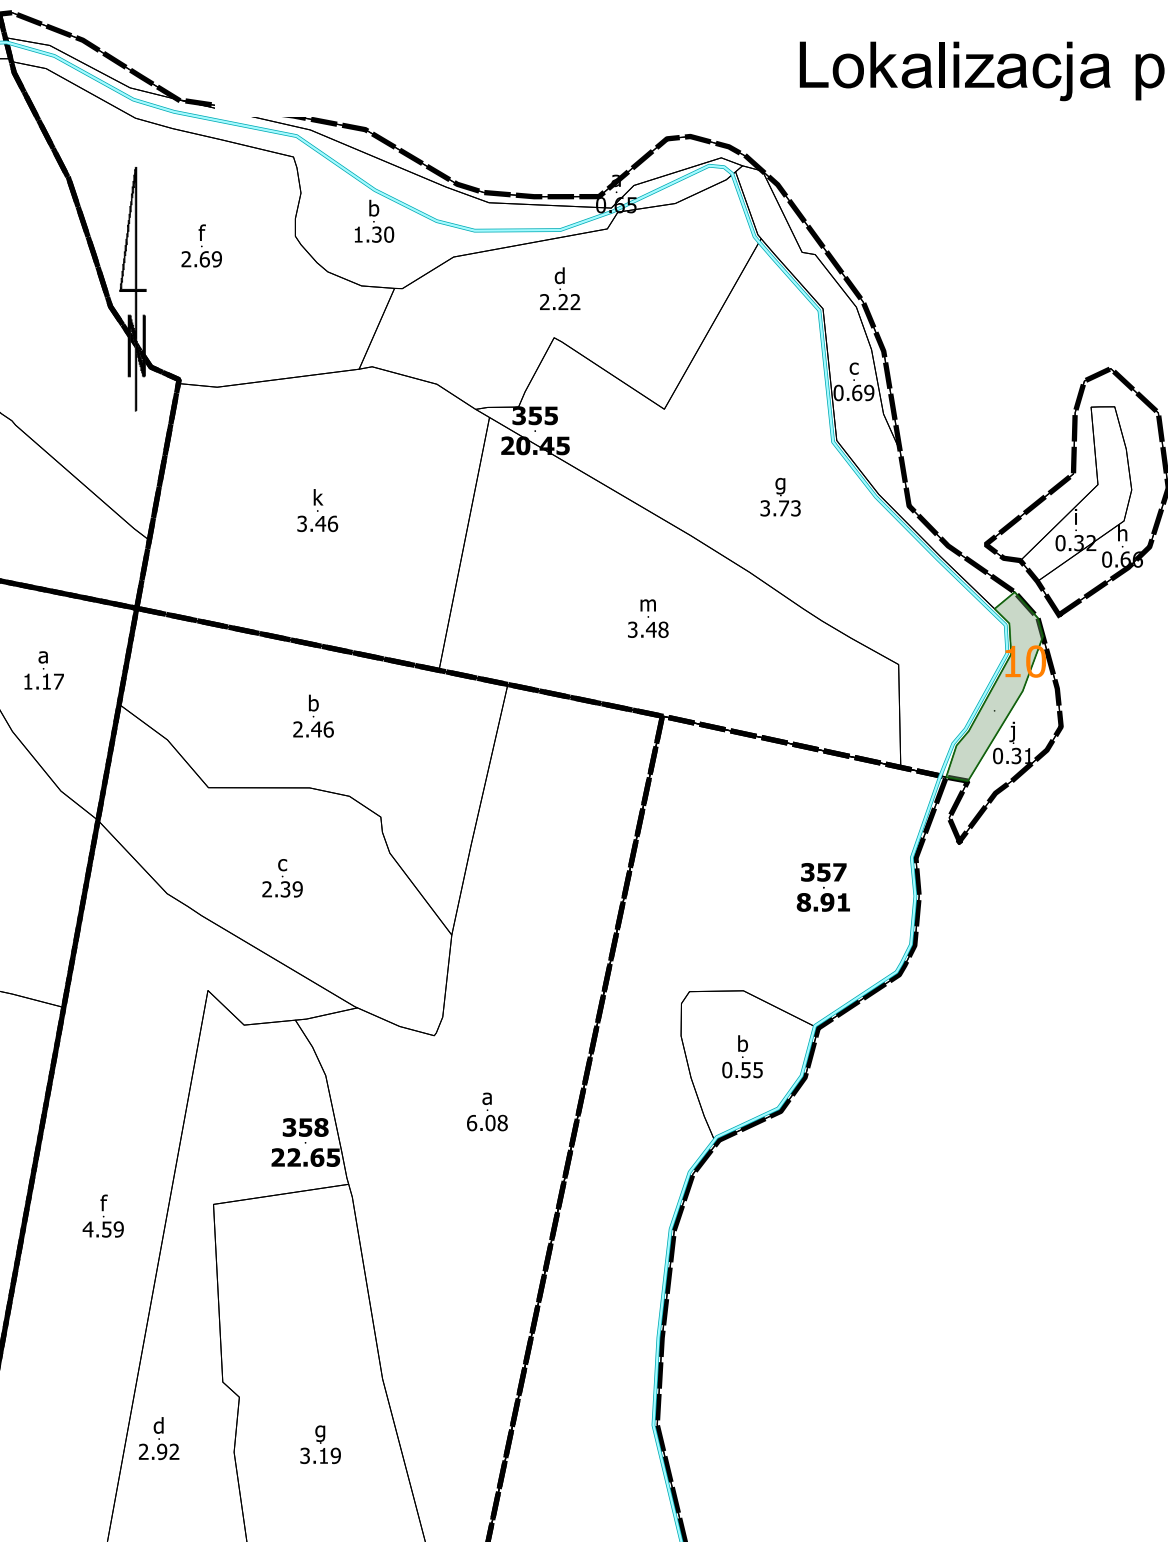 Lokalizacja p
a
0.65
b
1.30
f
2.69
d
2.22
c
0.69
355
20.45
k
3.46
g
3.73
i
0.32
h
0.66
m
3.48
10
j
0.31
a
1.17
b
2.46
c
2.39
357
8.91
b
0.55
a
6.08
358
22.65
f
4.59
d
2.92
g
3.19
N